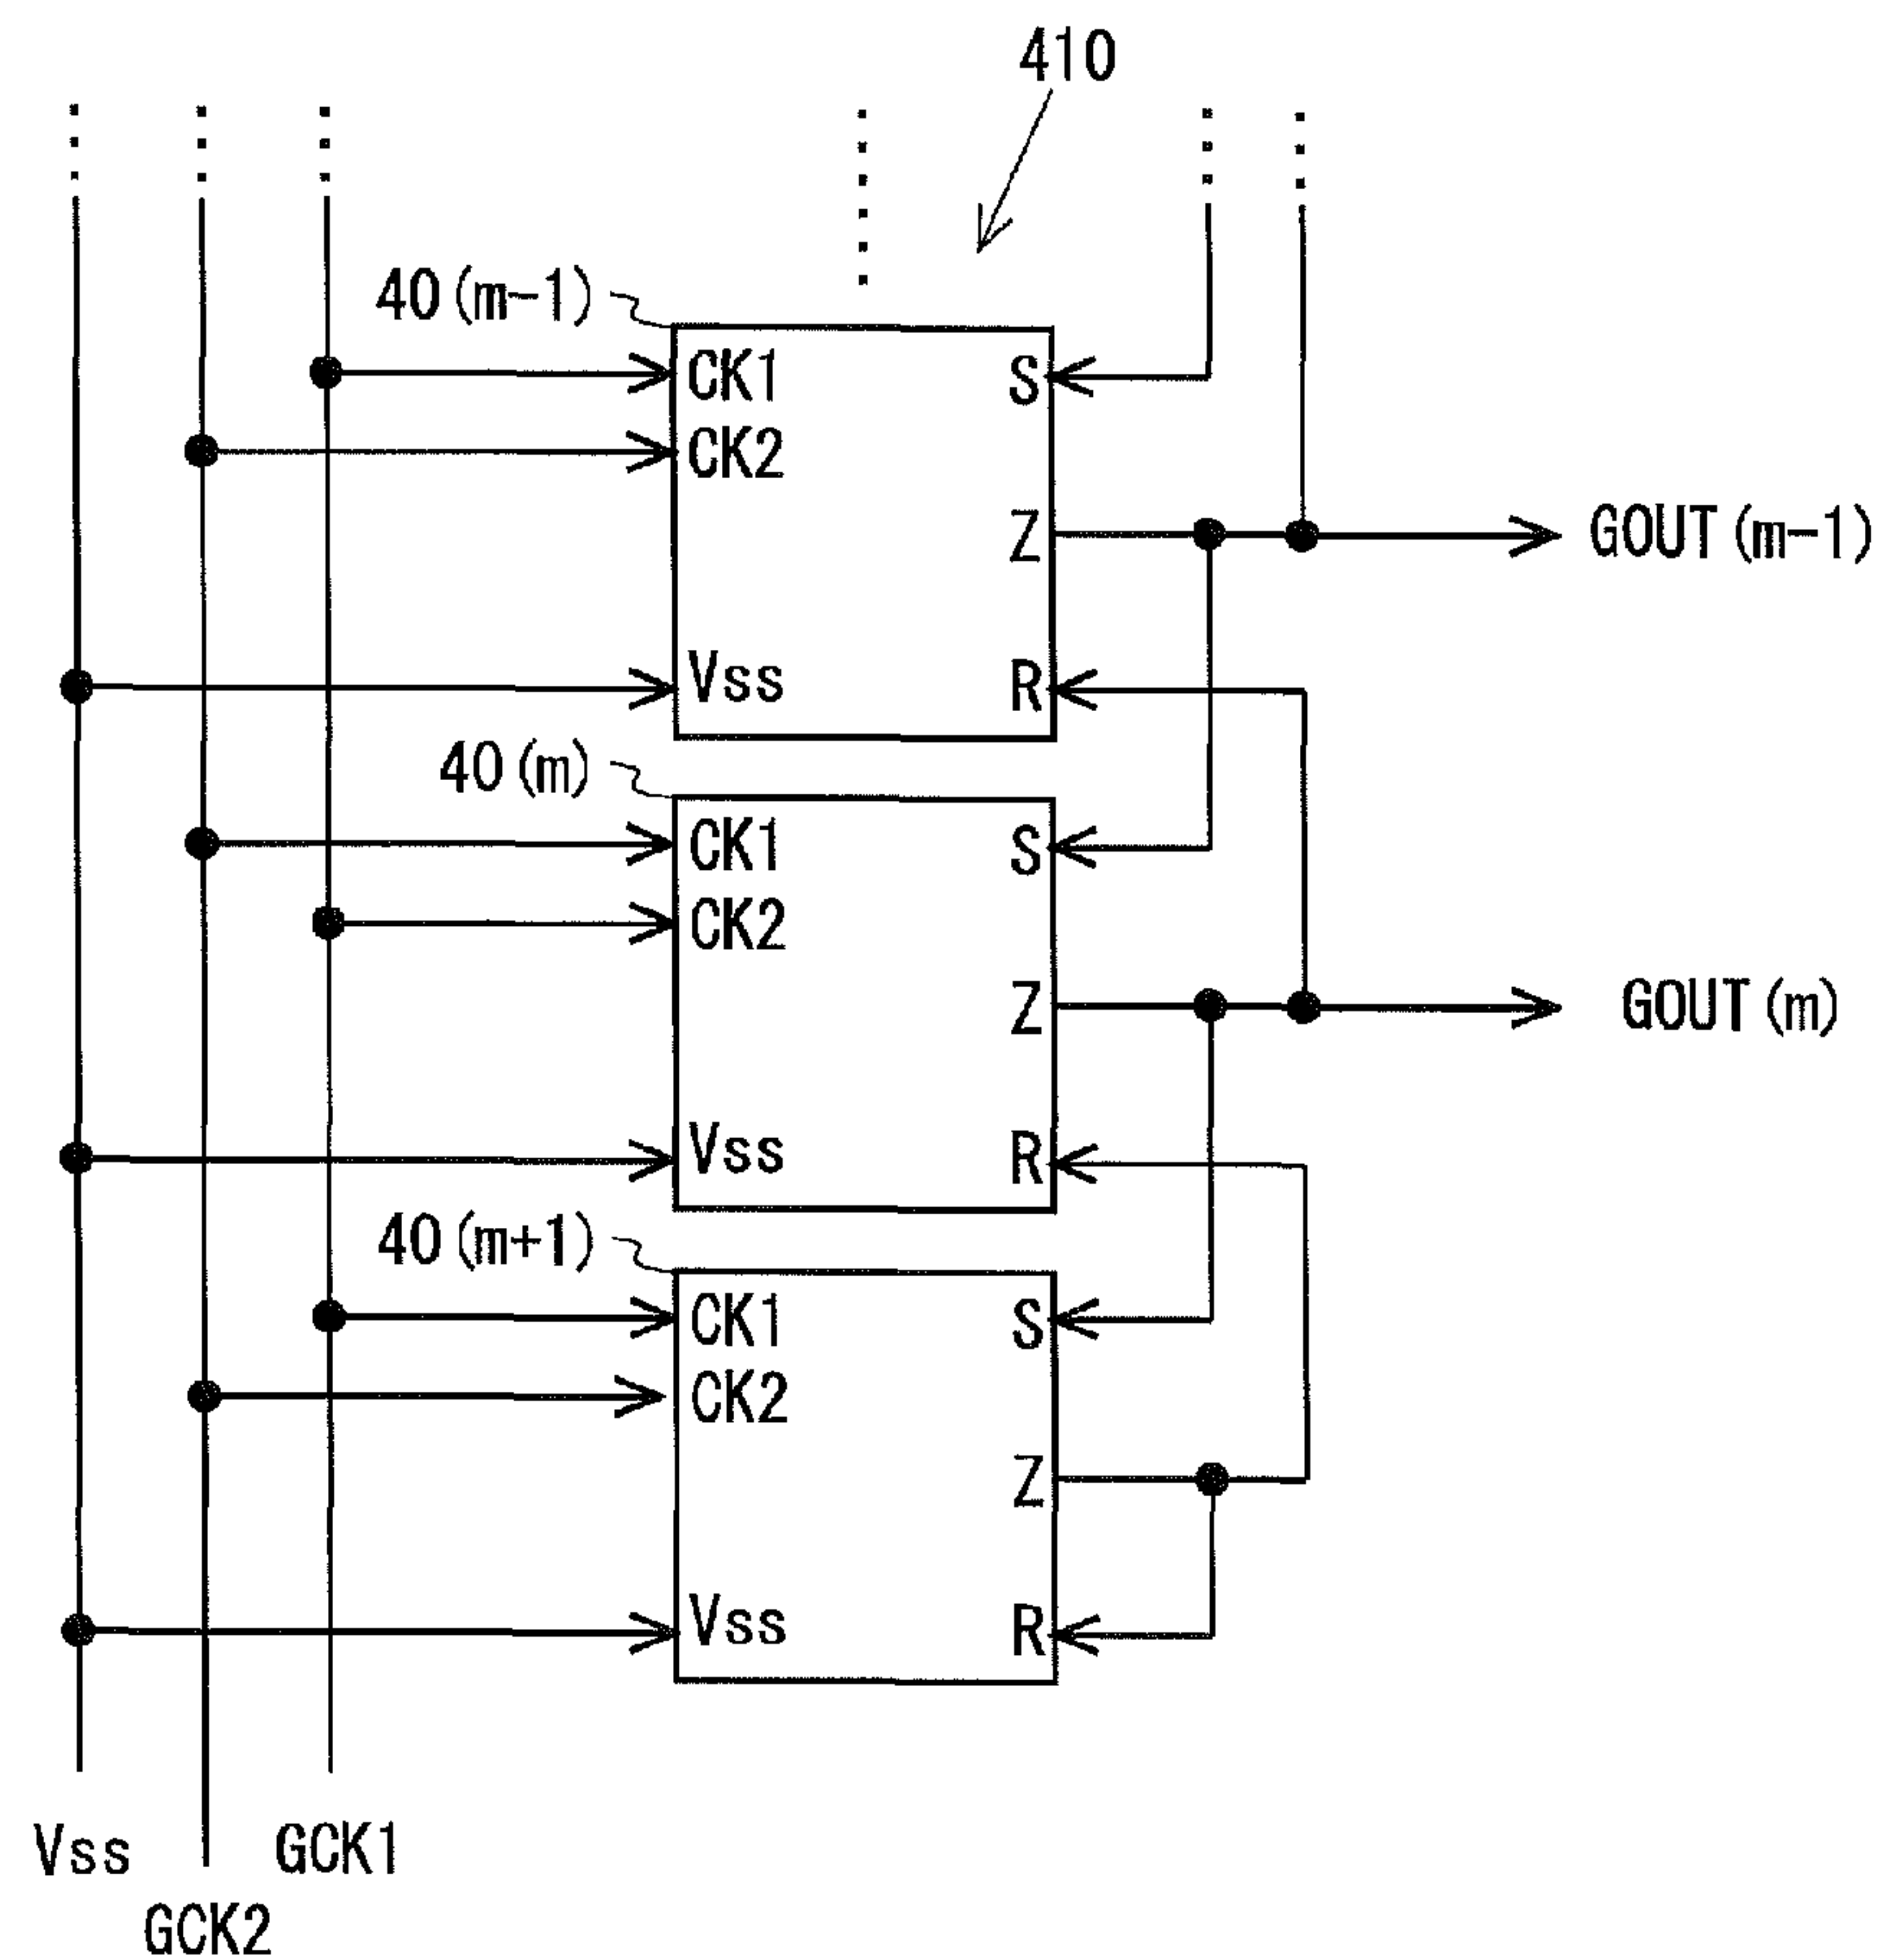 410
40(m-1)
CK1
S
CK2
Z
GOUT(m-1)
Vss
R
40(m)
CK1
S
CK2
Z
GOUT(m)
Vss
R
40(m+1)
CK1
S
CK2
Z
Vss
R
Vss
GCK1
GCK2